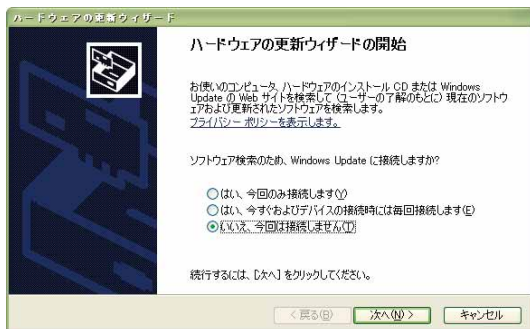 ハードウェアの更新ウィザード
ハードウェアの更新ウィザードの開始
お使いのコンピュータ、ハードウェアのインストール CD または Windows
Update の Web サイトを検索して (ユーザーの了解のもとに) 現在のソフトウ
ェアおよび更新されたソフトウェアを検索します。
プライバシー ポリシーを表示します。
ソフトウェア検索のため、Windows Update に接続しますか?
はい、今回のみ接続します(Y)
はい、今すぐおよびデバイスの接続時には毎回接続します(E)
いいえ、今回は接続しません(T)
続行するには、[次へ] をクリックしてください。
< 戻る(B) 次へ(N) > キャンセル